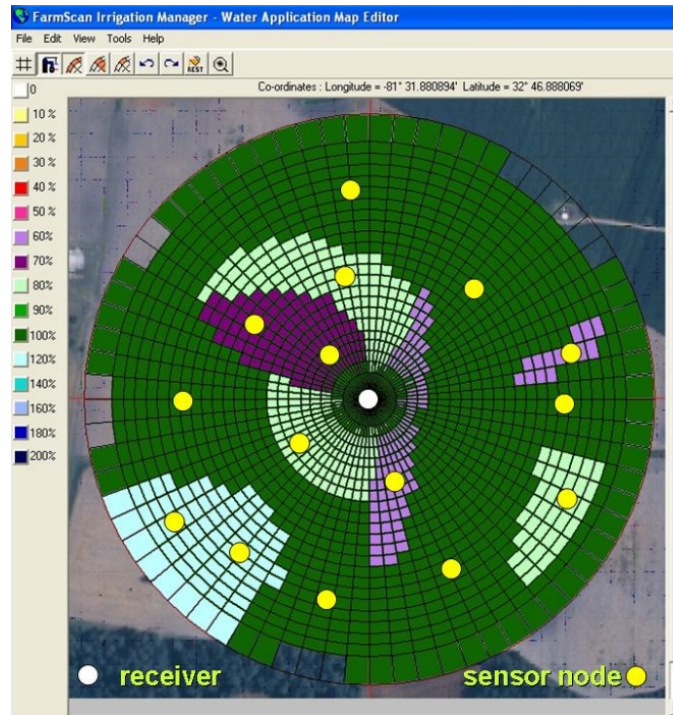 FarmScan Irrigation Manager - Water Application Map Editor
File Edit View Tools Help
REST
Co-ordinates : Longitude = -81° 31.880894' Latitude = 32° 46.888069'
0
10 %
20 %
30 %
40 %
50 %
60%
70%
80%
90%
100%
120%
140%
160%
180%
200%
receiver
sensor node